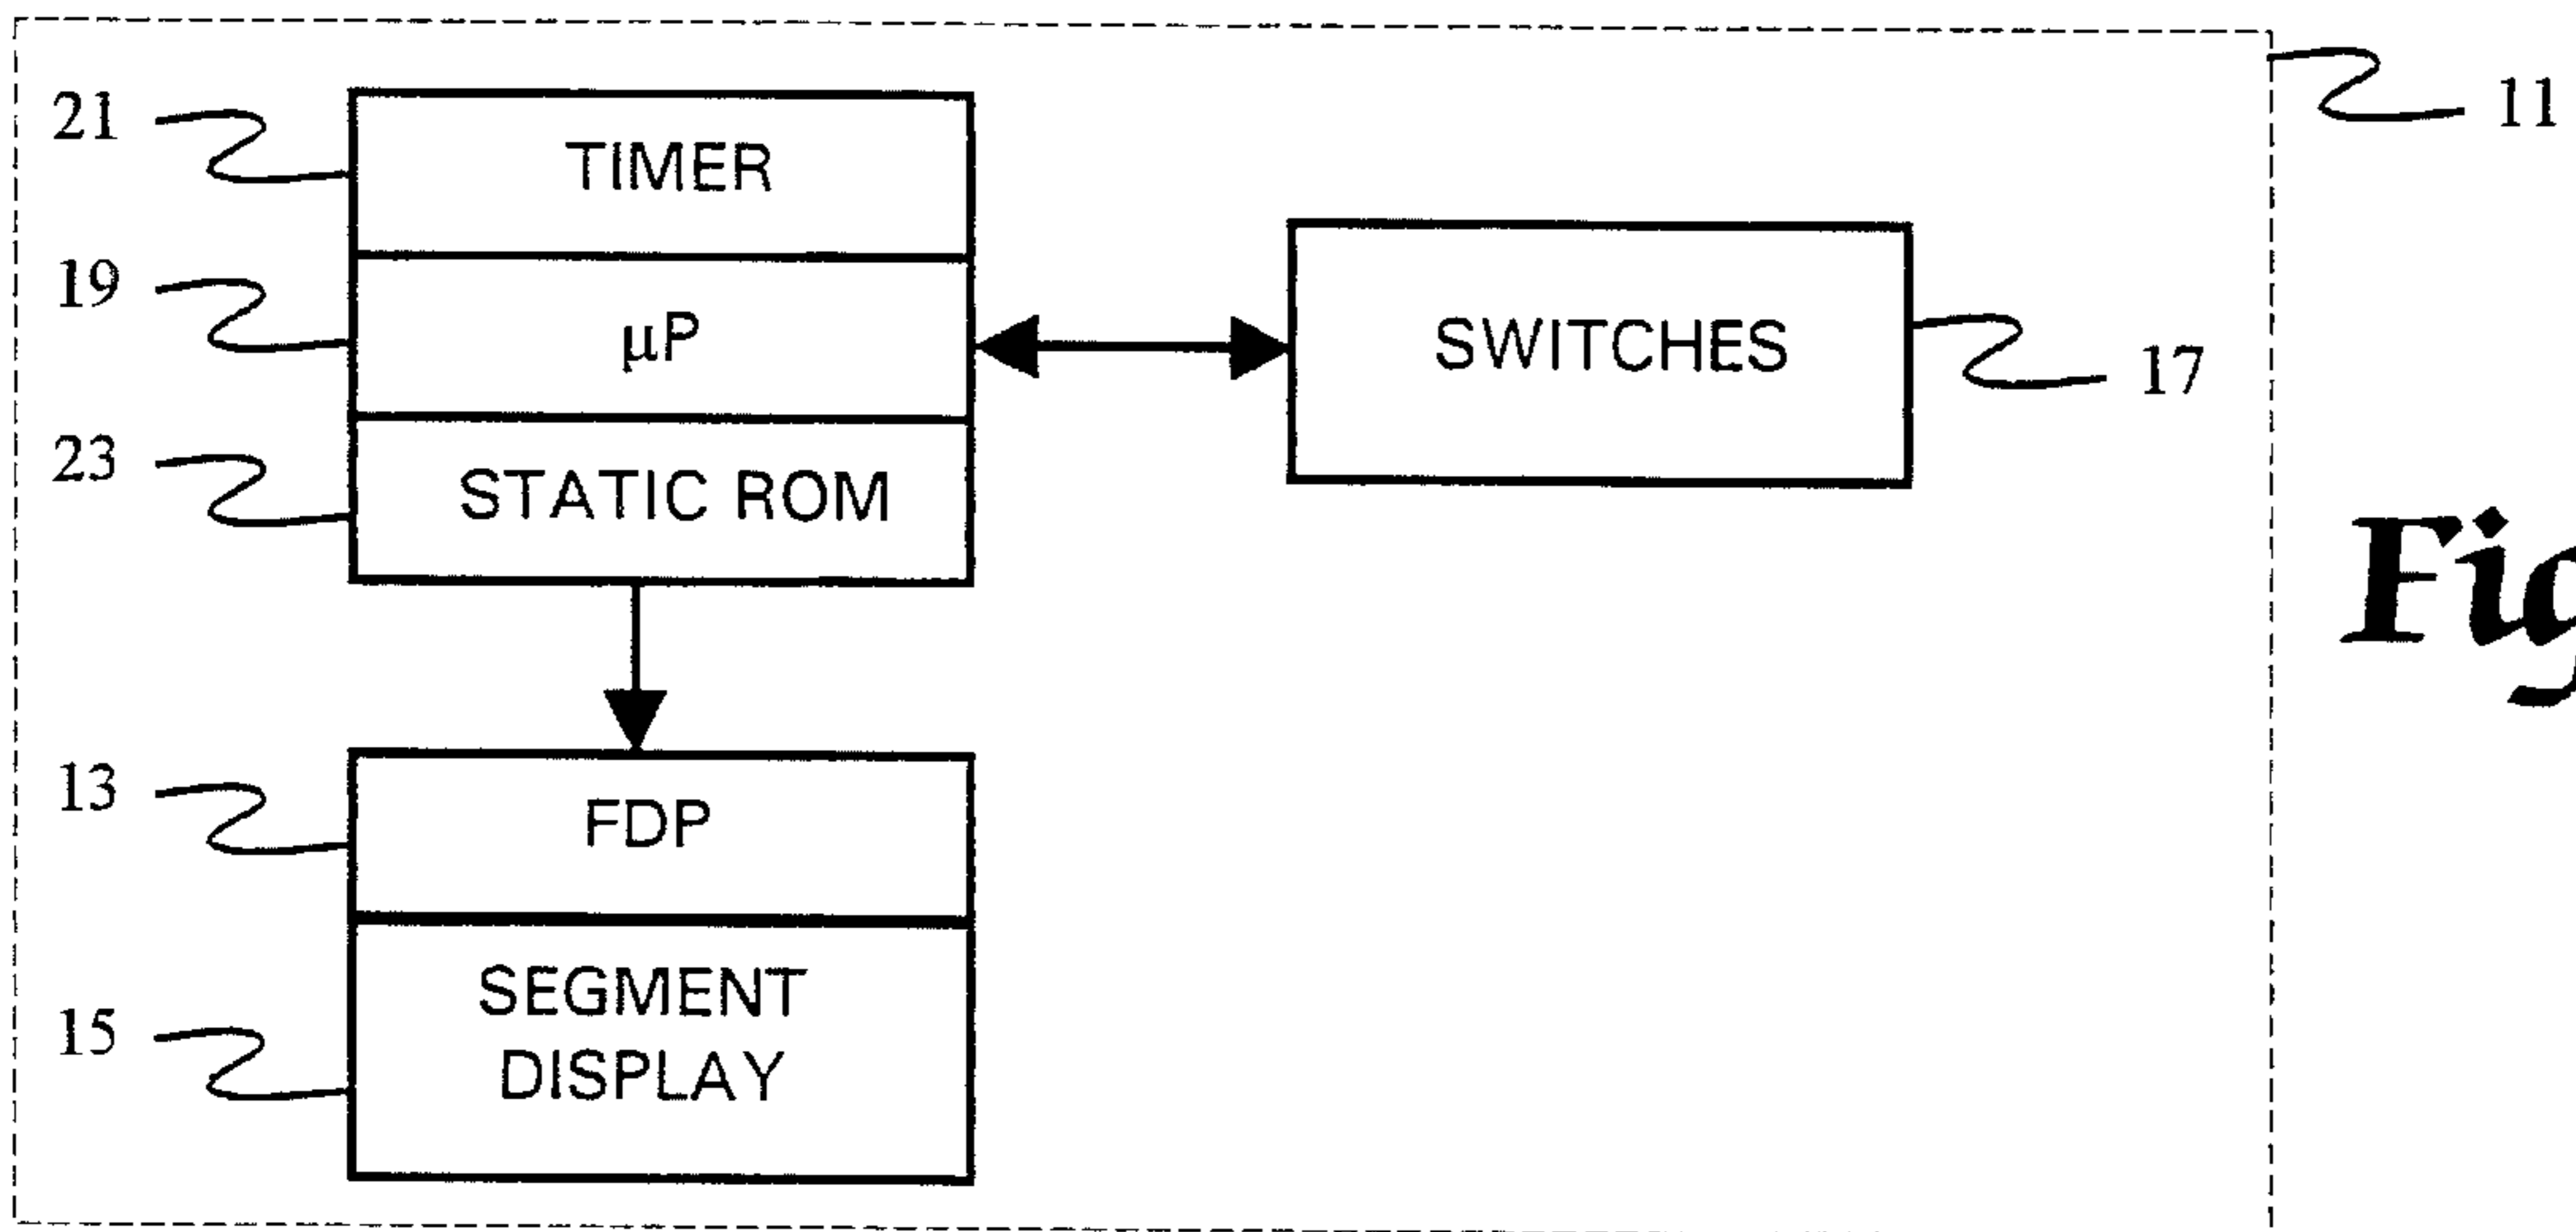 21
TIMER
11
19
μP
SWITCHES
17
23
STATIC ROM
13
FDP
15
SEGMENT
DISPLAY